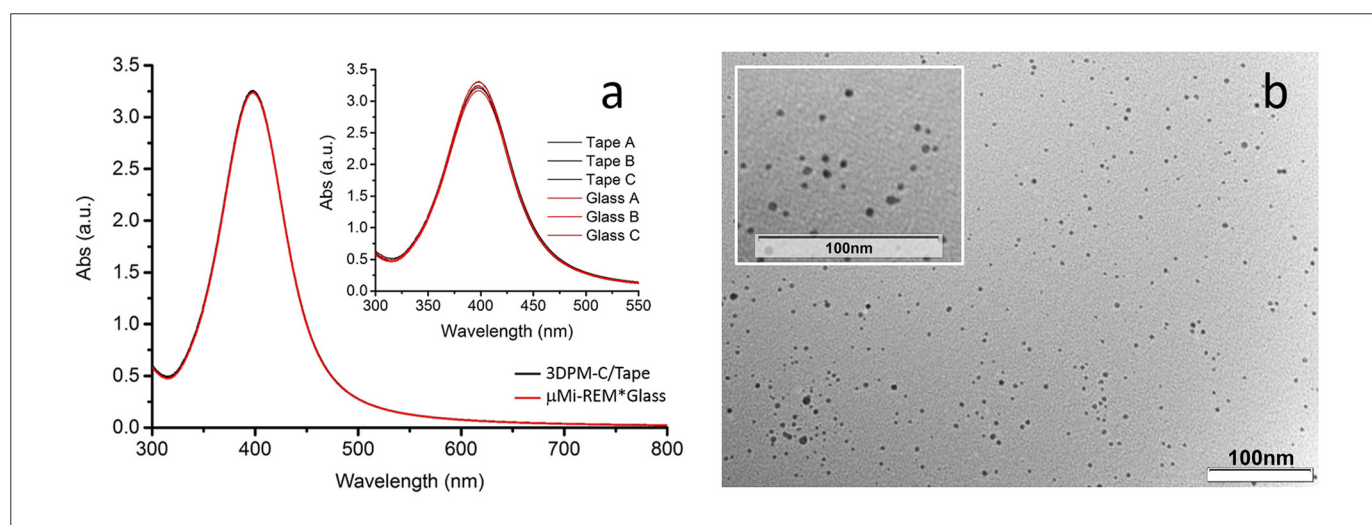 a
3.5
3.0
2.5
2.0
1.5
1.0
0.5
0.0
Abs (a.u.)
300 400 500 600 700 800
Wavelength (nm)
3.5
3.0
2.5
2.0
1.5
1.0
0.5
0.0
Abs (a.u.)
Tape A
Tape B
Tape C
Glass A
Glass B
Glass C
300 350 400 450 500 550
Wavelength (nm)
3DPM-C/Tape
µMi-REM*Glass
b
100nm
100nm